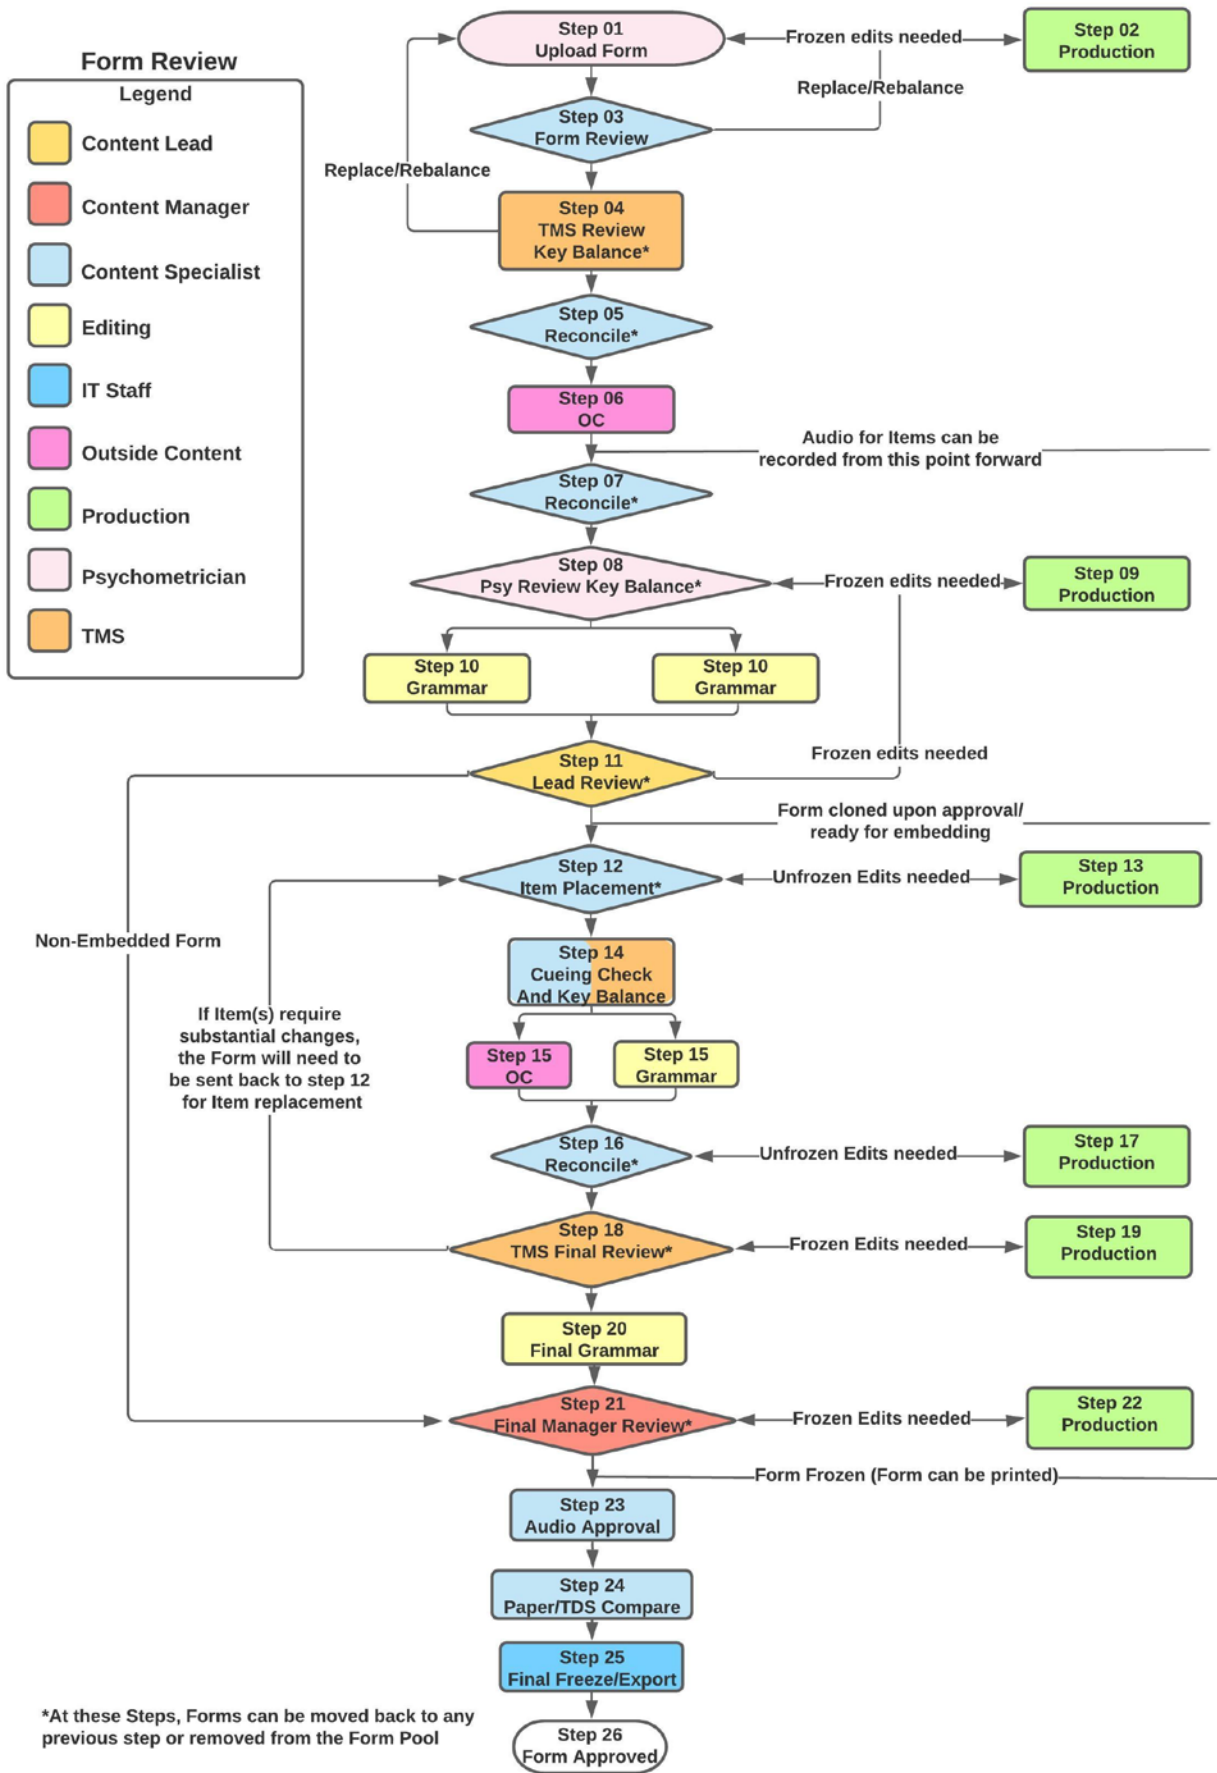 Form Review
Legend
Content Lead
Content Manager
Content Specialist
Editing
IT Staff
Outside Content
Production
Psychometrician
TMS
Step 01
Upload Form
Frozen edits needed
Step 02
Production
Replace/Rebalance
Step 03
Form Review
Replace/Rebalance
Step 04
TMS Review
Key Balance*
Step 05
Reconcile*
Step 06
OC
Audio for Items can be
recorded from this point forward
Step 07
Reconcile*
Step 08
Psy Review Key Balance*
Frozen edits needed
Step 09
Production
Step 10
Grammar
Step 10
Grammar
Frozen edits needed
Step 11
Lead Review*
Form cloned upon approval/
ready for embedding
Step 12
Item Placement*
Unfrozen Edits needed
Step 13
Production
Non-Embedded Form
Step 14
Cueing Check
And Key Balance
If Item(s) require
substantial changes,
the Form will need to
be sent back to step 12
for Item replacement
Step 15
OC
Step 15
Grammar
Step 16
Reconcile*
Unfrozen Edits needed
Step 17
Production
Step 18
TMS Final Review*
Frozen Edits needed
Step 19
Production
Step 20
Final Grammar
Step 21
Final Manager Review*
Frozen Edits needed
Step 22
Production
Form Frozen (Form can be printed)
Step 23
Audio Approval
Step 24
Paper/TDS Compare
Step 25
Final Freeze/Export
Step 26
Form Approved
*At these Steps, Forms can be moved back to any
previous step or removed from the Form Pool